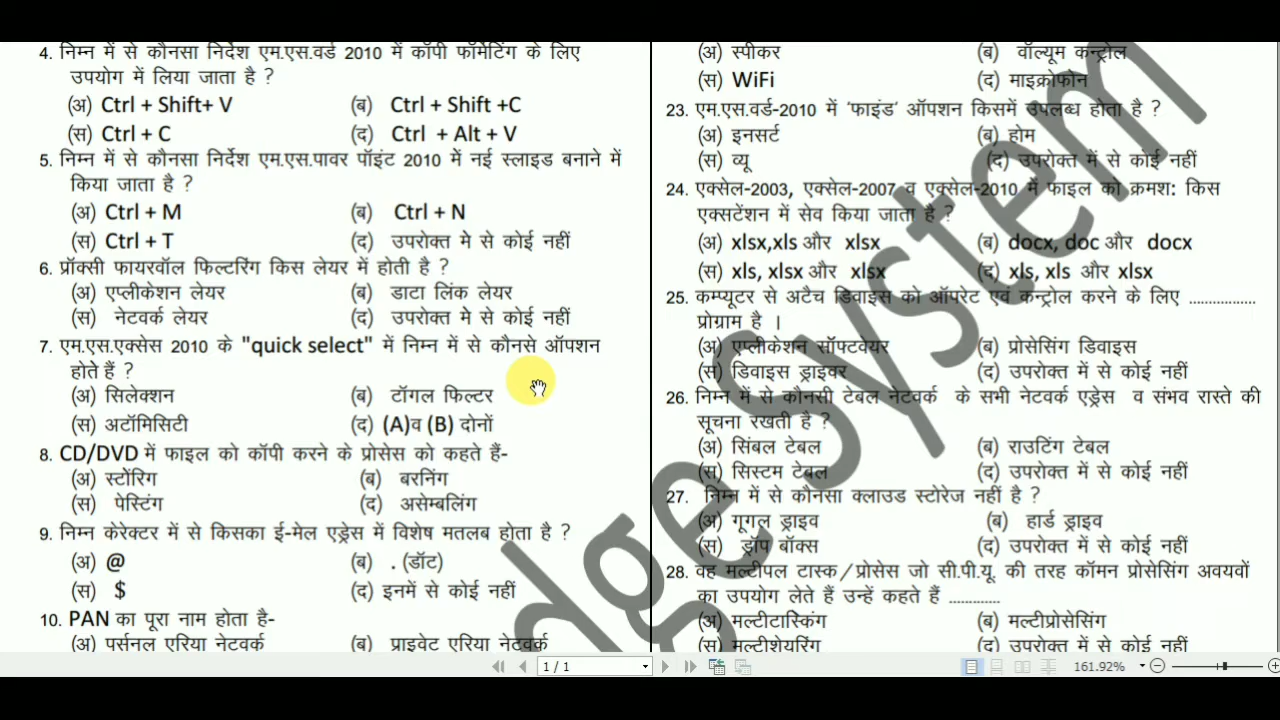 4. निम्न में से कौनसा निर्देश एम.एस.वर्ड 2010 में कॉपी फॉर्मेटिंग के लिए
उपयोग में लिया जाता है ?
(अ) Ctrl + Shift+ V (ब) Ctrl + Shift +C
(स) Ctrl + C (द) Ctrl + Alt + V
5. निम्न में से कौनसा निर्देश एम.एस.पावर पॉइंट 2010 में नई स्लाइड बनाने में
किया जाता है ?
(अ) Ctrl + M (ब) Ctrl + N
(स) Ctrl + T (द) उपरोक्त मे से कोई नहीं
6. प्रॉक्सी फायरवॉल फिल्टरिंग किस लेयर में होती है ?
(अ) एप्लीकेशन लेयर (ब) डाटा लिंक लेयर
(स) नेटवर्क लेयर (द) उपरोक्त मे से कोई नहीं
7. एम.एस.एक्सेस 2010 के "quick select" में निम्न में से कौनसे ऑपशन
होते हैं ?
(अ) सिलेक्शन (ब) टॉगल फिल्टर
(स) अटॉमिसिटी (द) (A)व (B) दोनों
8. CD/DVD में फाइल को कॉपी करने के प्रोसेस को कहते हैं-
(अ) स्टोरिंग (ब) बरनिंग
(स) पेस्टिंग (द) असेम्बलिंग
9. निम्न केरेक्टर में से किसका ई-मेल एड्रेस में विशेष मतलब होता है ?
(अ) @ (ब) . (डॉट)
(स) $ (द) इनमें से कोई नहीं
10. PAN का पूरा नाम होता है-
(अ) पर्सनल एरिया नेटवर्क (ब) प्राइवेट एरिया नेटवर्क
(अ) स्पीकर (ब) वॉल्यूम कन्ट्रोल
(स) WiFi (द) माइक्रोफोन
23. एम.एस.वर्ड-2010 में 'फाइंड' ऑपशन किसमें उपलब्ध होता है ?
(अ) इनसर्ट (ब) होम
(स) व्यू (द) उपरोक्त में से कोई नहीं
24. एक्सेल-2003, एक्सेल-2007 व एक्सेल-2010 में फाइल को क्रमश: किस
एक्सटेंशन में सेव किया जाता है ?
(अ) xlsx,xls और xlsx (ब) docx, doc और docx
(स) xls, xlsx और xlsx (द) xls, xls और xlsx
25. कम्प्यूटर से अटैच डिवाइस को ऑपरेट एवं कन्ट्रोल करने के लिए .................
प्रोग्राम है ।
(अ) एप्लीकेशन सॉफ्टवेयर (ब) प्रोसेसिंग डिवाइस
(स) डिवाइस ड्राइवर (द) उपरोक्त में से कोई नहीं
26. निम्न में से कौनसी टेबल नेटवर्क के सभी नेटवर्क एड्रेस व संभव रास्ते की
सूचना रखती है ?
(अ) सिंबल टेबल (ब) राउटिंग टेबल
(स) सिस्टम टेबल (द) उपरोक्त में से कोई नहीं
27. निम्न में से कौनसा क्लाउड स्टोरेज नहीं है ?
(अ) गूगल ड्राइव (ब) हार्ड ड्राइव
(स) ड्रॉप बॉक्स (द) उपरोक्त में से कोई नहीं
28. वह मल्टीपल टास्क/प्रोसेस जो सी.पी.यू. की तरह कॉमन प्रोसेसिंग अवयवों
का उपयोग लेते हैं उन्हें कहते हैं .............
(अ) मल्टीटास्किंग (ब) मल्टीप्रोसेसिंग
(स) मल्टीशेयरिंग (द) उपरोक्त में से कोई नहीं
dge System
1 / 1 161.92%